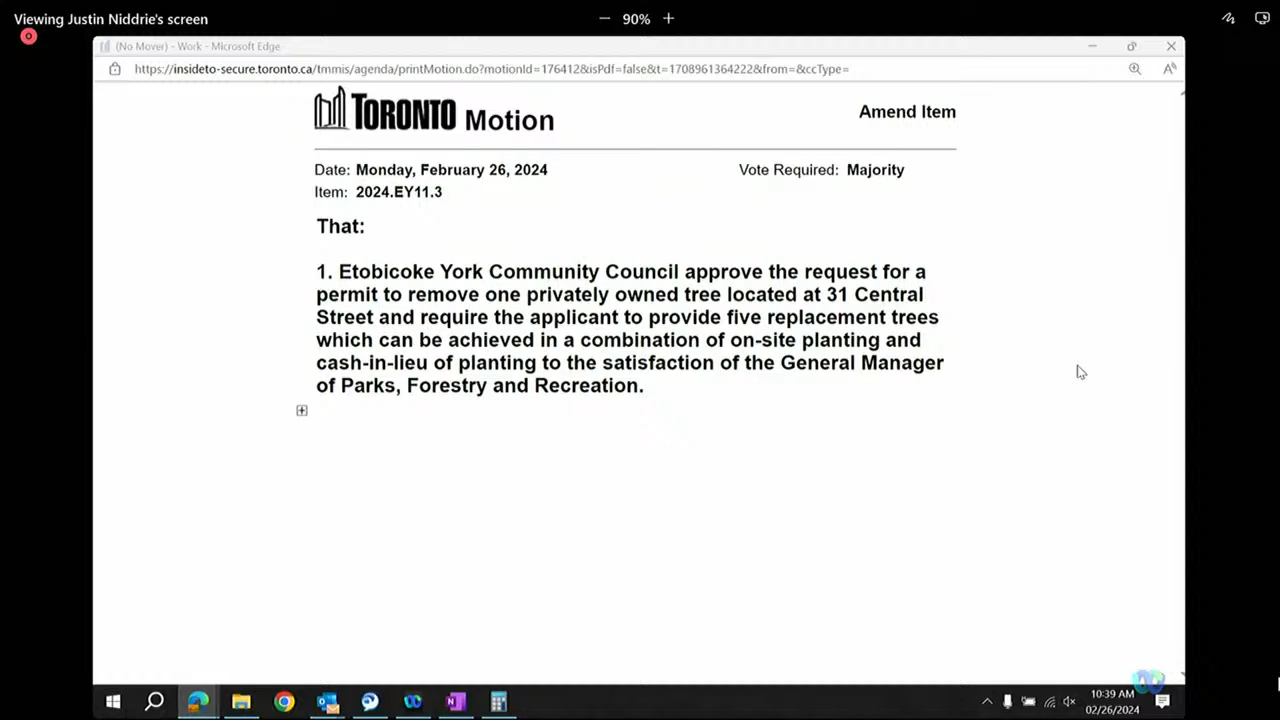 Viewing Justin Niddrie's screen
90%
(No Mover) - Work - Microsoft Edge
https://insideto-secure.toronto.ca/tmmis/agenda/printMotion.do?motionId=176412&isPdf=false&t=1708961364222&from=&ccType=
TORONTO Motion
Amend Item
Date: Monday, February 26, 2024
Vote Required: Majority
Item: 2024.EY11.3
That:
1. Etobicoke York Community Council approve the request for a
permit to remove one privately owned tree located at 31 Central
Street and require the applicant to provide five replacement trees
which can be achieved in a combination of on-site planting and
cash-in-lieu of planting to the satisfaction of the General Manager
of Parks, Forestry and Recreation.
10:39 AM
02/26/2024